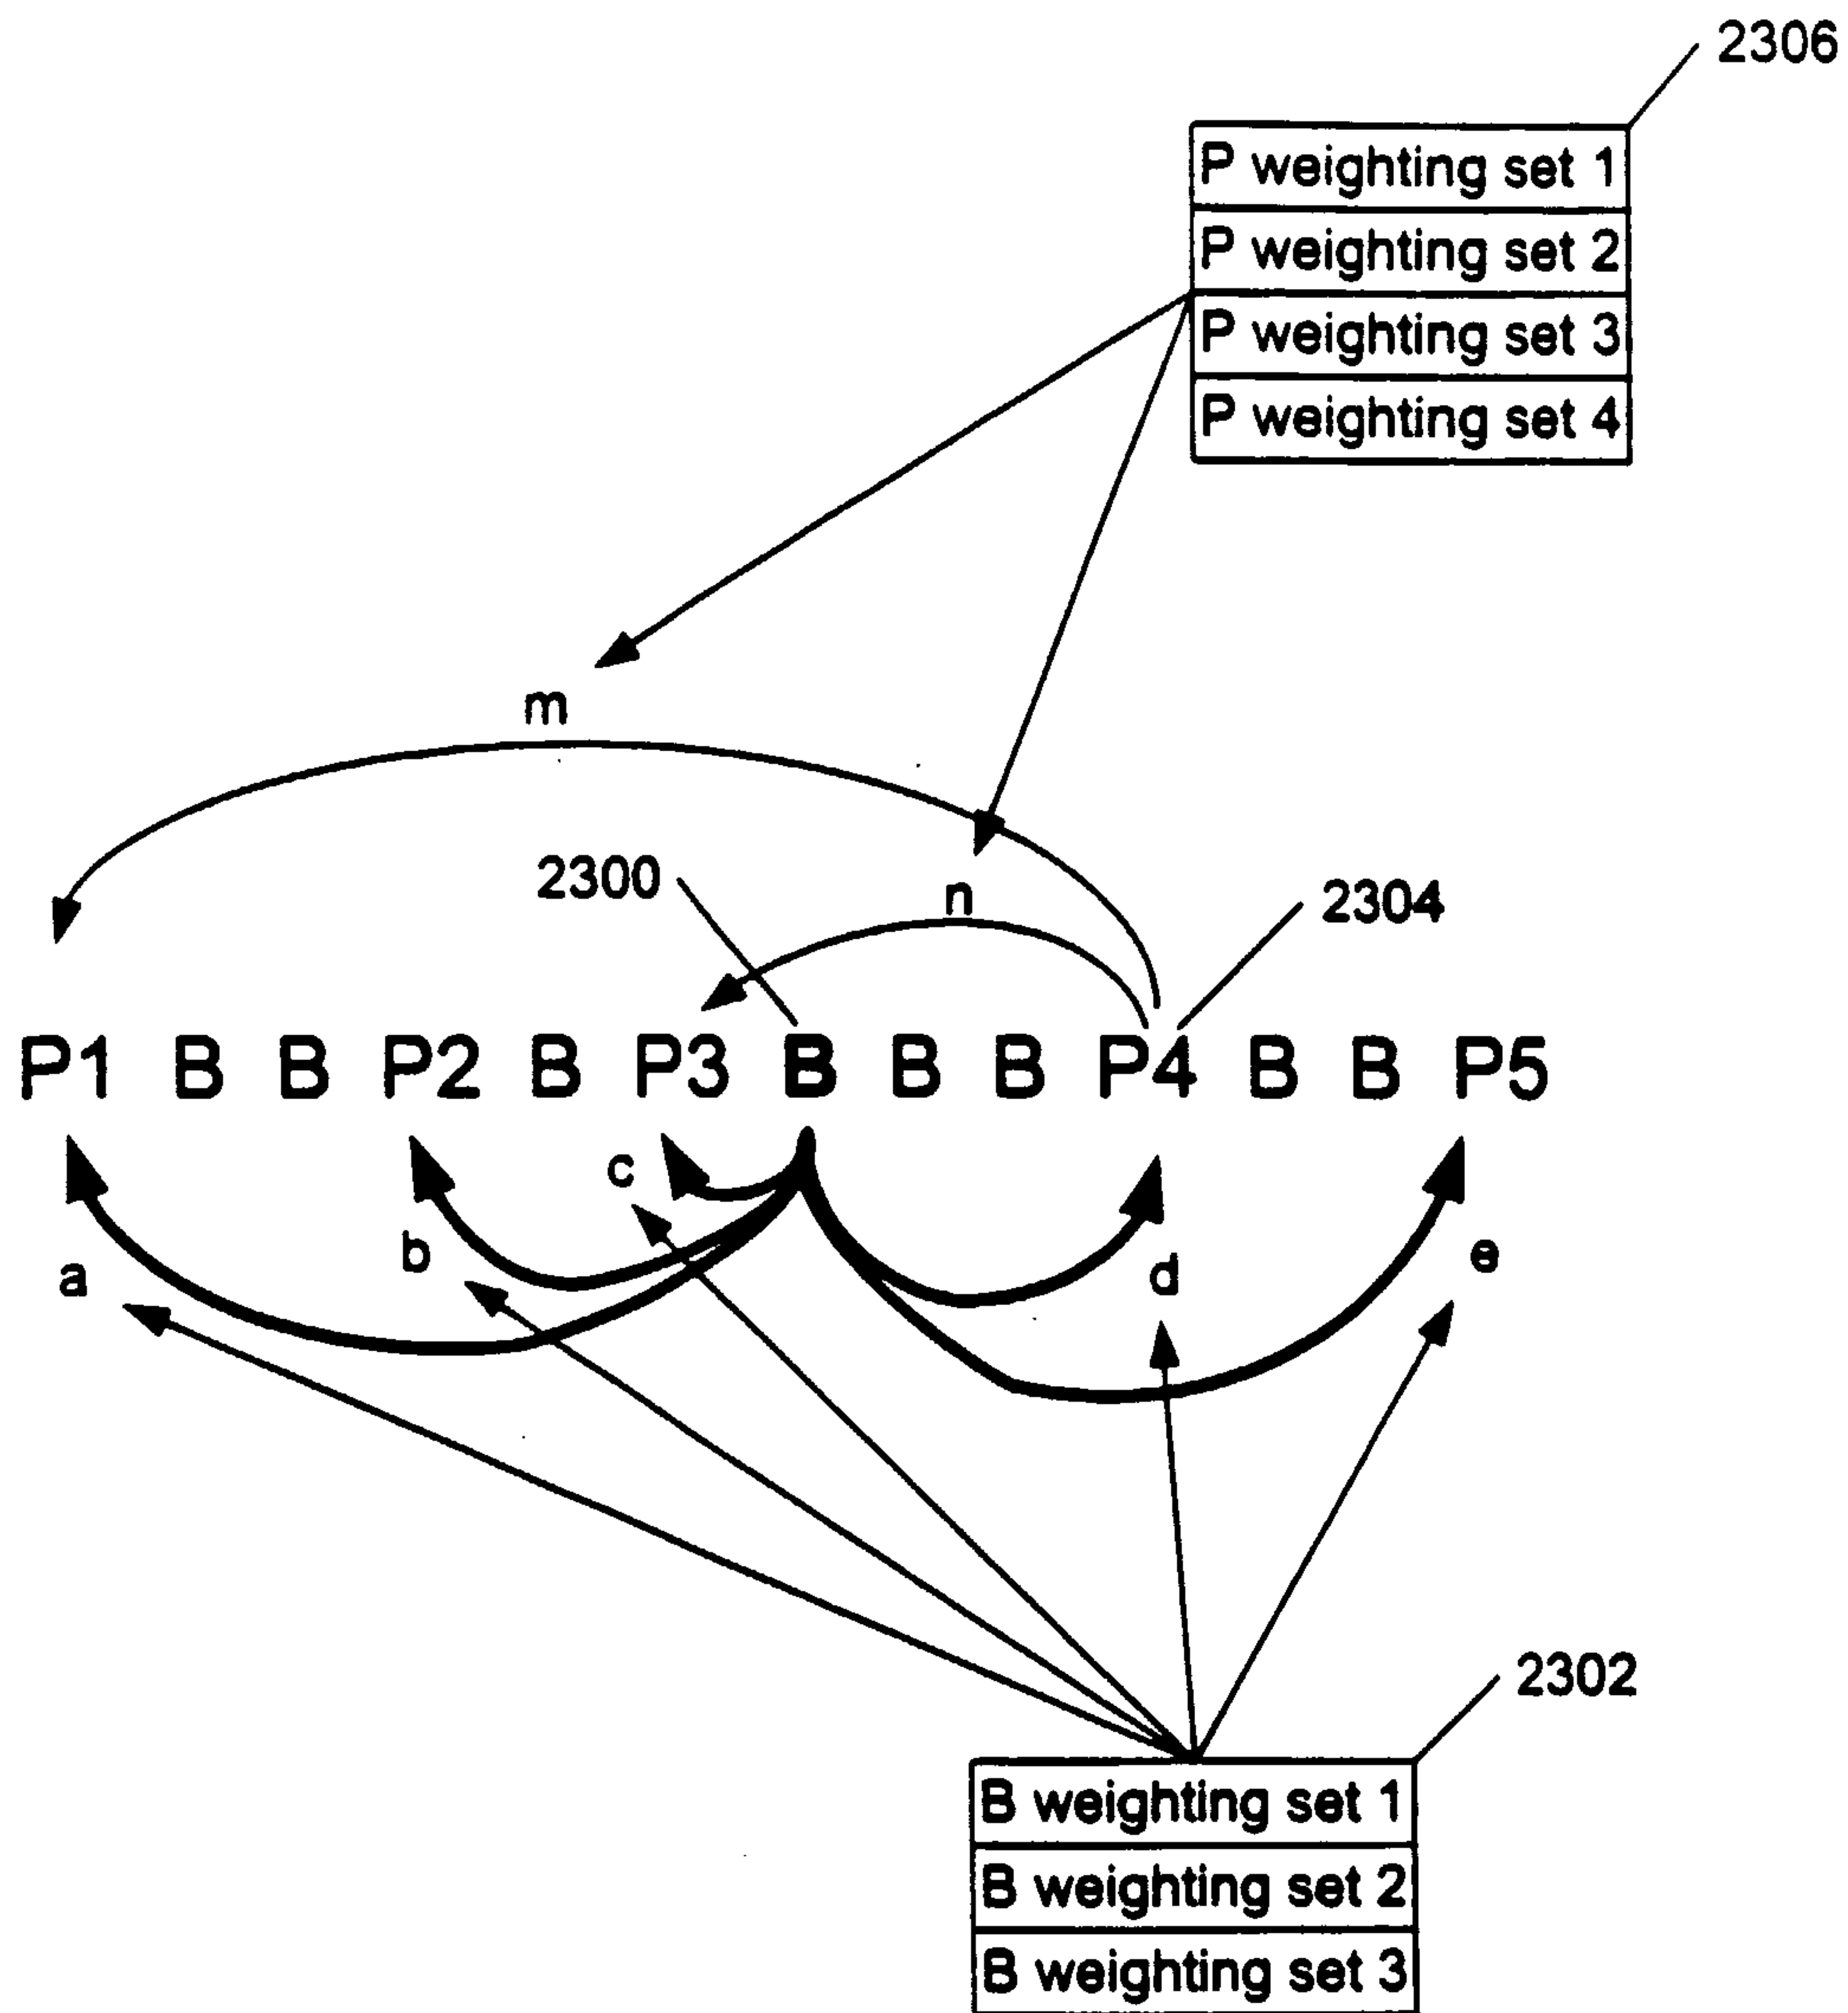 2306
P weighting set 1
P weighting set 2
P weighting set 3
P weighting set 4
m
2300
n
2304
P1 B B P2 B P3 B B B P4 B B P5
c
b
a
d
e
2302
B weighting set 1
B weighting set 2
B weighting set 3